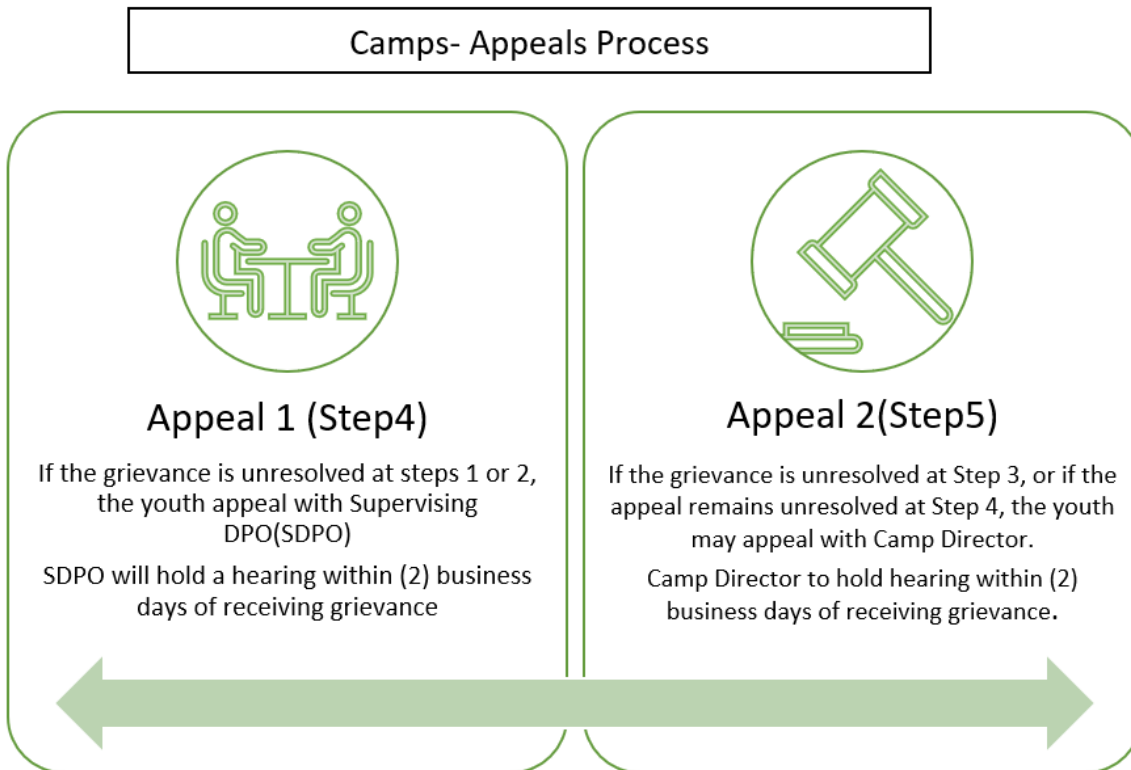 Camps- Appeals Process
Appeal 1 (Step4)
If the grievance is unresolved at steps 1 or 2,
the youth appeal with Supervising
DPO(SDPO)
SDPO will hold a hearing within (2) business
days of receiving grievance
Appeal 2(Step5)
If the grievance is unresolved at Step 3, or if the
appeal remains unresolved at Step 4, the youth
may appeal with Camp Director.
Camp Director to hold hearing within (2)
business days of receiving grievance.